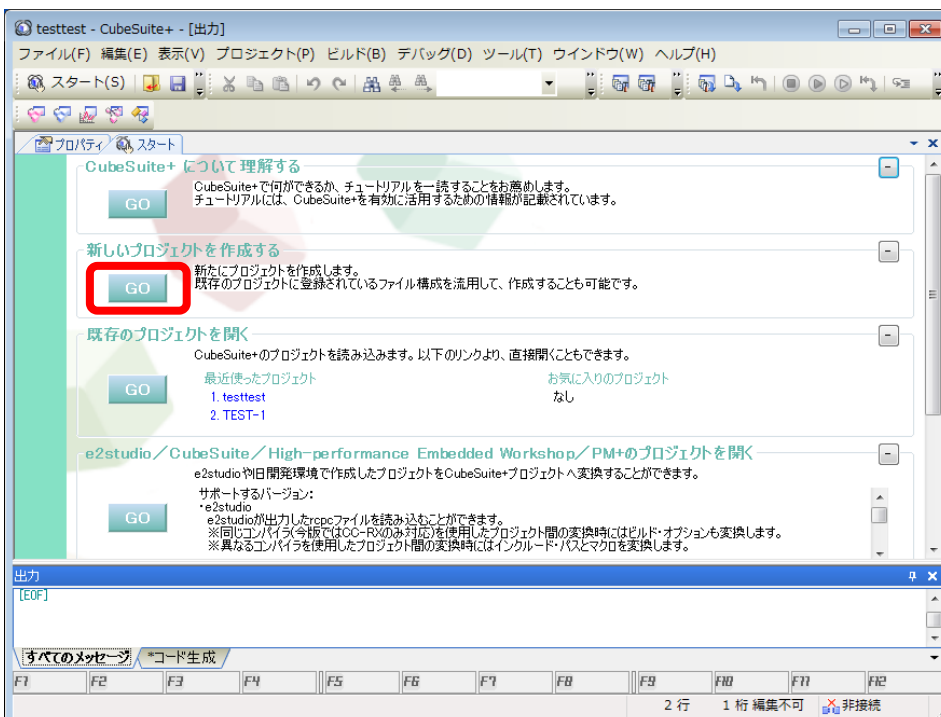 testtest - CubeSuite+ - [出力]
ファイル(F) 編集(E) 表示(V) プロジェクト(P) ビルド(B) デバッグ(D) ツール(T) ウインドウ(W) ヘルプ(H)
スタート(S)
プロパティ スタート
CubeSuite+ について理解する
CubeSuite+で何ができるか、チュートリアルを一読することをお薦めします。
GO
チュートリアルには、CubeSuite+を有効に活用するための情報が記載されています。
新しいプロジェクトを作成する
新たにプロジェクトを作成します。
GO
既存のプロジェクトに登録されているファイル構成を流用して、作成することも可能です。
既存のプロジェクトを開く
CubeSuite+のプロジェクトを読み込みます。以下のリンクより、直接開くこともできます。
GO
最近使ったプロジェクト お気に入りのプロジェクト
1. testtest なし
2. TEST-1
e2studio／CubeSuite／High-performance Embedded Workshop／PM+のプロジェクトを開く
e2studioや旧開発環境で作成したプロジェクトをCubeSuite+プロジェクトへ変換することができます。
サポートするバージョン:
・e2studio
GO
e2studioが出力したrcpcファイルを読み込むことができます。
※同じコンパイラ(今版ではCC-RXのみ対応)を使用したプロジェクト間の変換時にはビルド・オプションも変換します。
※異なるコンパイラを使用したプロジェクト間の変換時にはインクルード・パスとマクロを変換します。
出力
[EOF]
すべてのメッセージ *コード生成
F1 F2 F3 F4 F5 F6 F7 F8 F9 F10 F11 F12
2 行 1 桁 編集不可 非接続